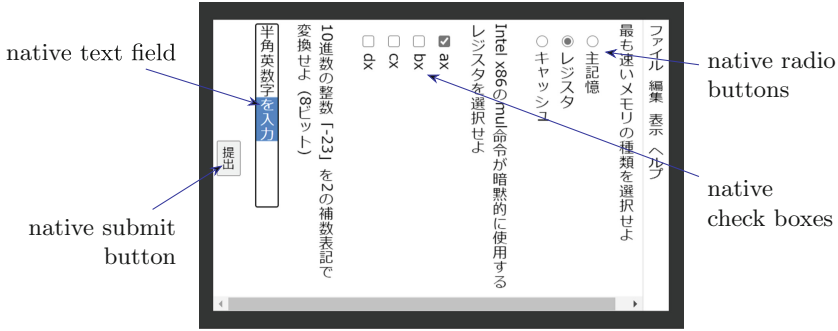 native text field
native submit
button
native radio
buttons
native
check boxes
ファイル 編集 表示 ヘルプ
最も速いメモリの種類を選択せよ
主記憶
レジスタ
キャッシュ
Intel x86のmul命令が暗黙的に使用する
レジスタを選択せよ
ax
bx
cx
dx
10進数の整数「-23」を2の補数表記で
変換せよ（8ビット）
半角英数字を入力
提出